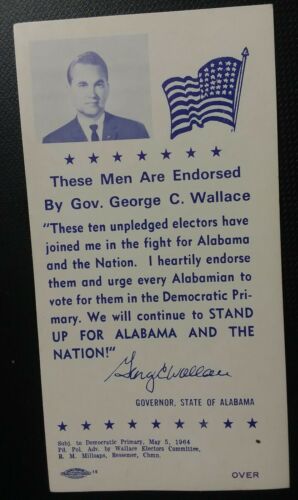 These Men Are Endorsed
By Gov. George C. Wallace
"These ten unpledged electors have
joined me in the fight for Alabama
and the Nation. I heartily endorse
them and urge every Alabamian to
vote for them in the Democratic Pri-
mary. We will continue to STAND
UP FOR ALABAMA AND THE
NATION!"
George C Wallace
GOVERNOR, STATE OF ALABAMA
Subj. to Democratic Primary, May 5, 1964
Pd. Pol. Adv. by Wallace Electors Committee,
R. M. Millsaps, Bessemer, Chmn.
OVER